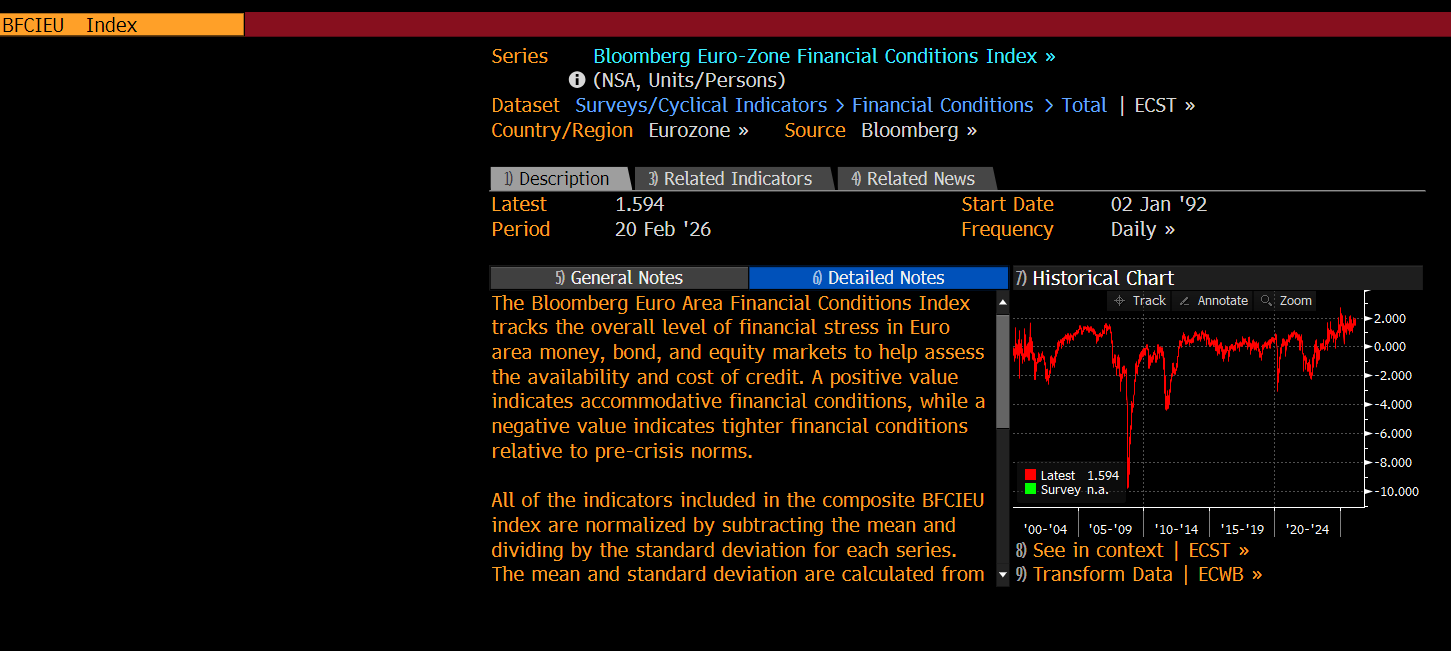 BFCIEU Index
Series Bloomberg Euro-Zone Financial Conditions Index »
(NSA, Units/Persons)
Dataset Surveys/Cyclical Indicators > Financial Conditions > Total | ECST »
Country/Region Eurozone » Source Bloomberg »
1) Description 3) Related Indicators 4) Related News
Latest 1.594 Start Date 02 Jan '92
Period 20 Feb '26 Frequency Daily »
5) General Notes 6) Detailed Notes 7) Historical Chart
The Bloomberg Euro Area Financial Conditions Index
tracks the overall level of financial stress in Euro
area money, bond, and equity markets to help assess
the availability and cost of credit. A positive value
indicates accommodative financial conditions, while a
negative value indicates tighter financial conditions
relative to pre-crisis norms.
All of the indicators included in the composite BFCIEU
index are normalized by subtracting the mean and
dividing by the standard deviation for each series.
The mean and standard deviation are calculated from
Track Annotate Zoom
2.000
0.000
-2.000
-4.000
-6.000
-8.000
-10.000
Latest 1.594
Survey n.a.
'00-'04 '05-'09 '10-'14 '15-'19 '20-'24
8) See in context | ECST »
9) Transform Data | ECWB »